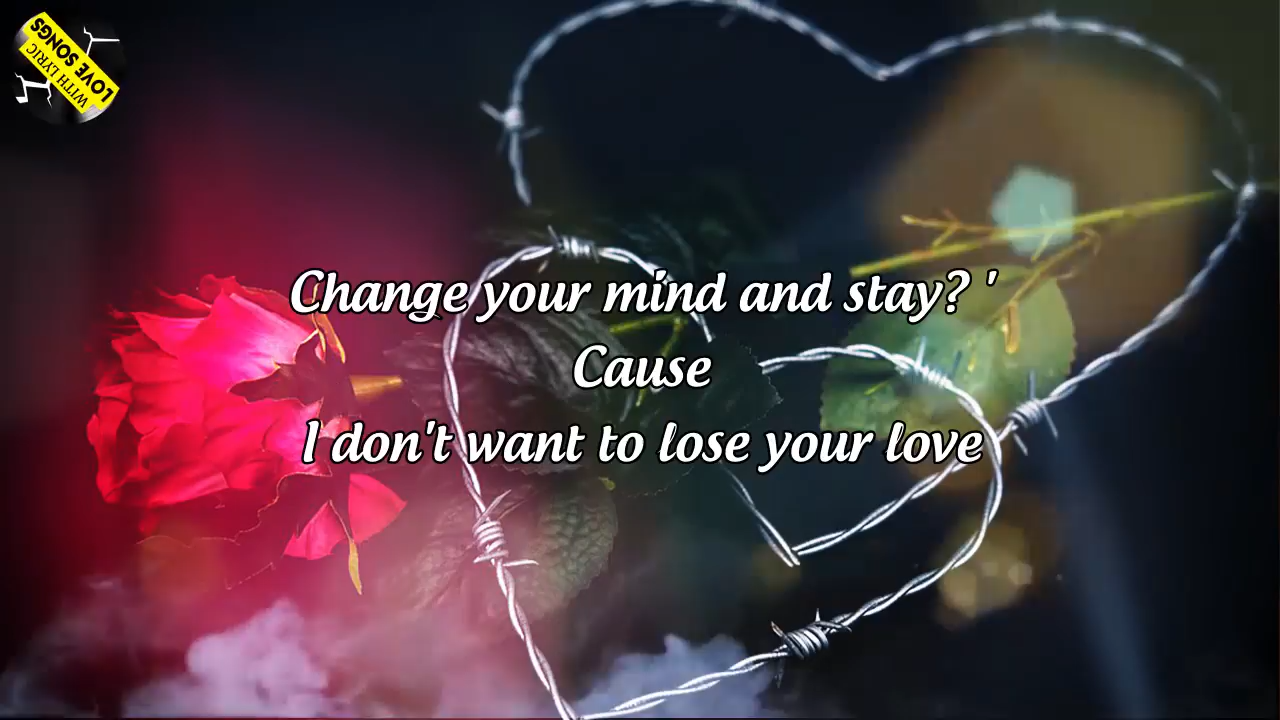 WITH LYRIC
LOVE SONGS
Change your mind and stay? '
Cause
I don't want to lose your love